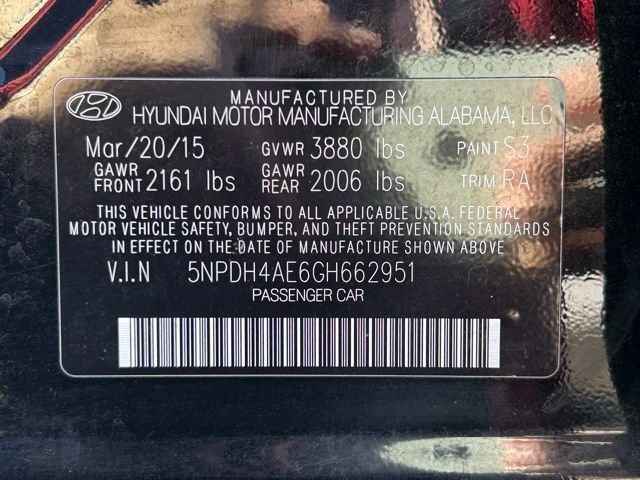 MANUFACTURED BY
HYUNDAI MOTOR MANUFACTURING ALABAMA, LLC
Mar/20/15 GVWR 3880 lbs PAINT S3
GAWR FRONT 2161 lbs GAWR REAR 2006 lbs TRIM RA
THIS VEHICLE CONFORMS TO ALL APPLICABLE U.S.A. FEDERAL
MOTOR VEHICLE SAFETY, BUMPER, AND THEFT PREVENTION STANDARDS
IN EFFECT ON THE DATE OF MANUFACTURE SHOWN ABOVE
V.I.N 5NPDH4AE6GH662951
PASSENGER CAR